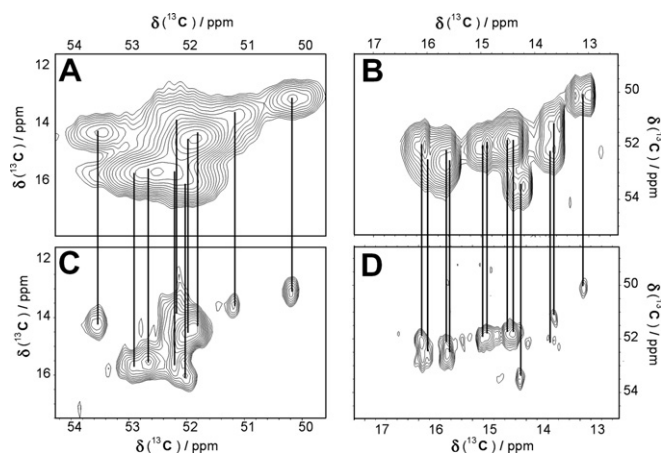 δ(¹³C) / ppm
δ(¹³C) / ppm
54 53 52 51 50
17 16 15 14 13
A
B
12
14
16
50
52
54
δ(¹³C) / ppm
δ(¹³C) / ppm
C
D
12
14
16
50
52
54
δ(¹³C) / ppm
δ(¹³C) / ppm
54 53 52 51 50
17 16 15 14 13
δ(¹³C) / ppm
δ(¹³C) / ppm